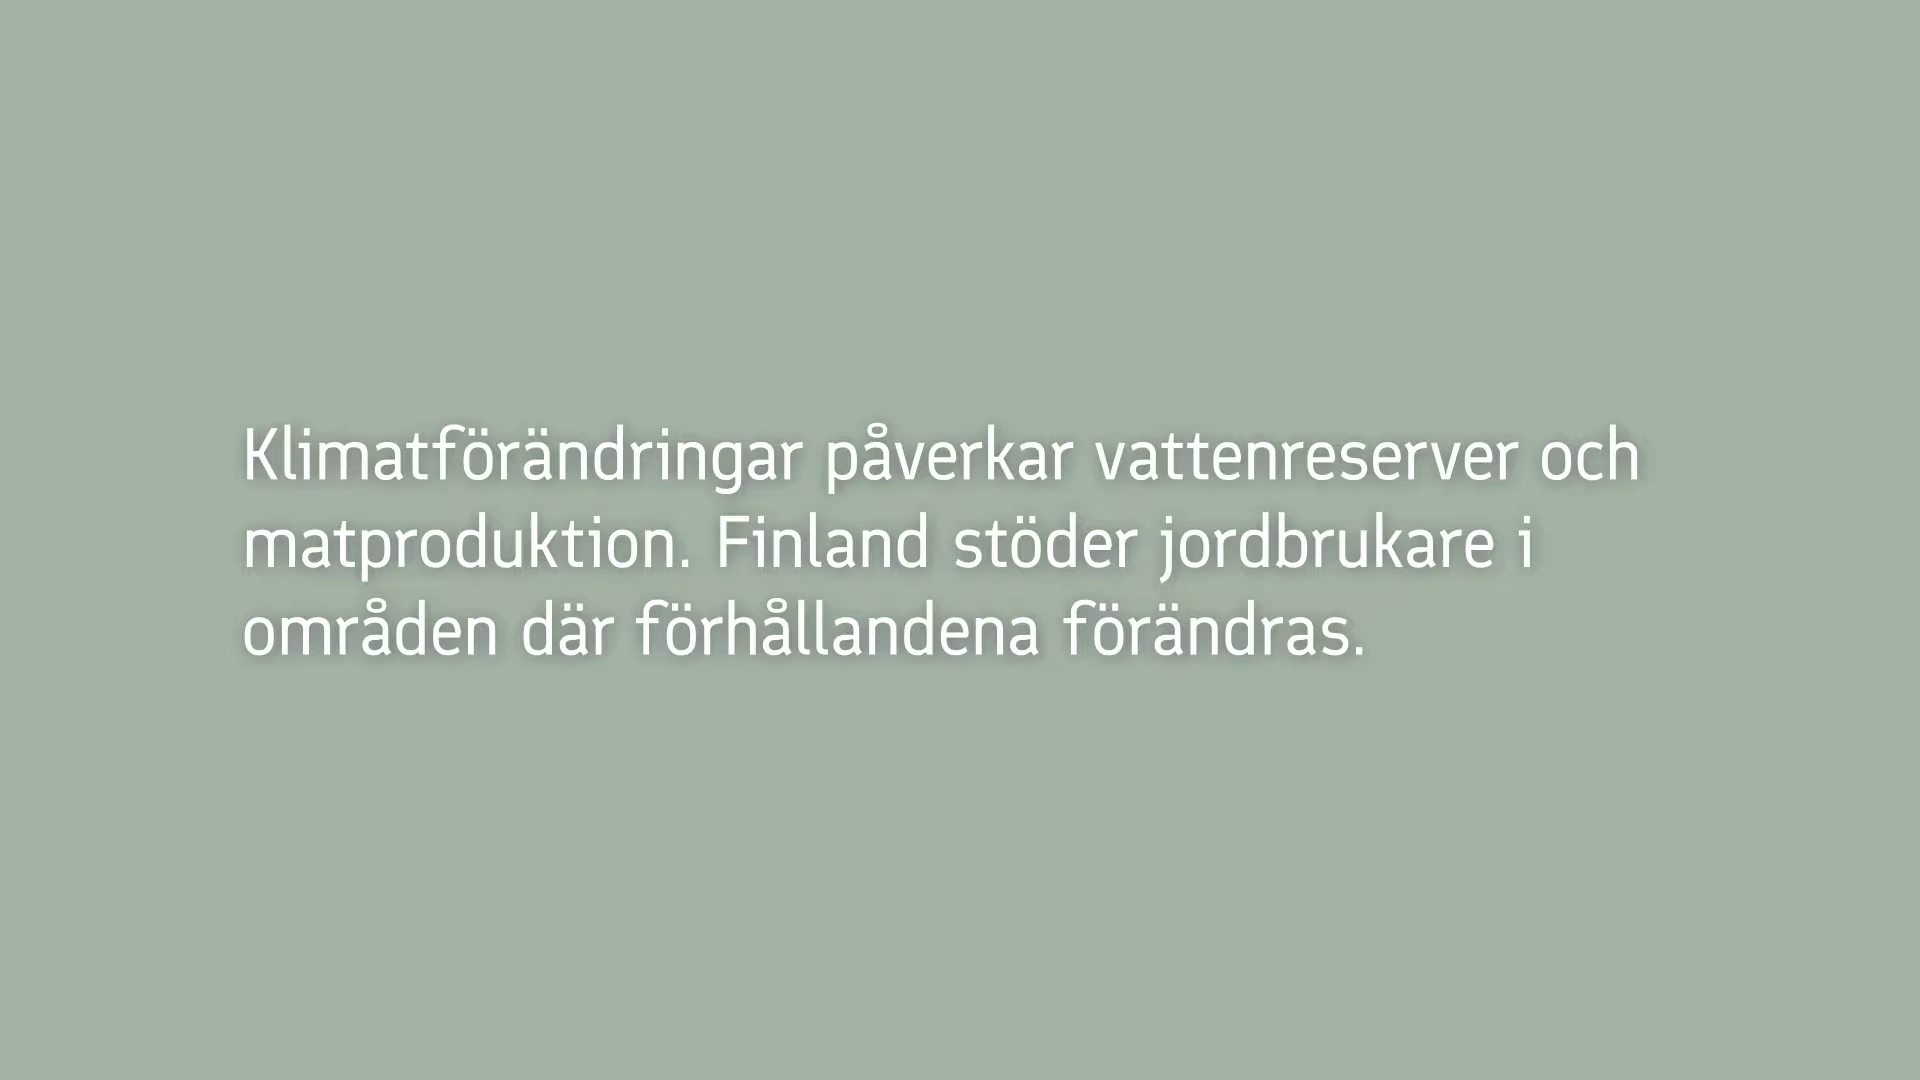 Klimatförändringar påverkar vattenreserver och
matproduktion. Finland stöder jordbrukare i
områden där förhållandena förändras.